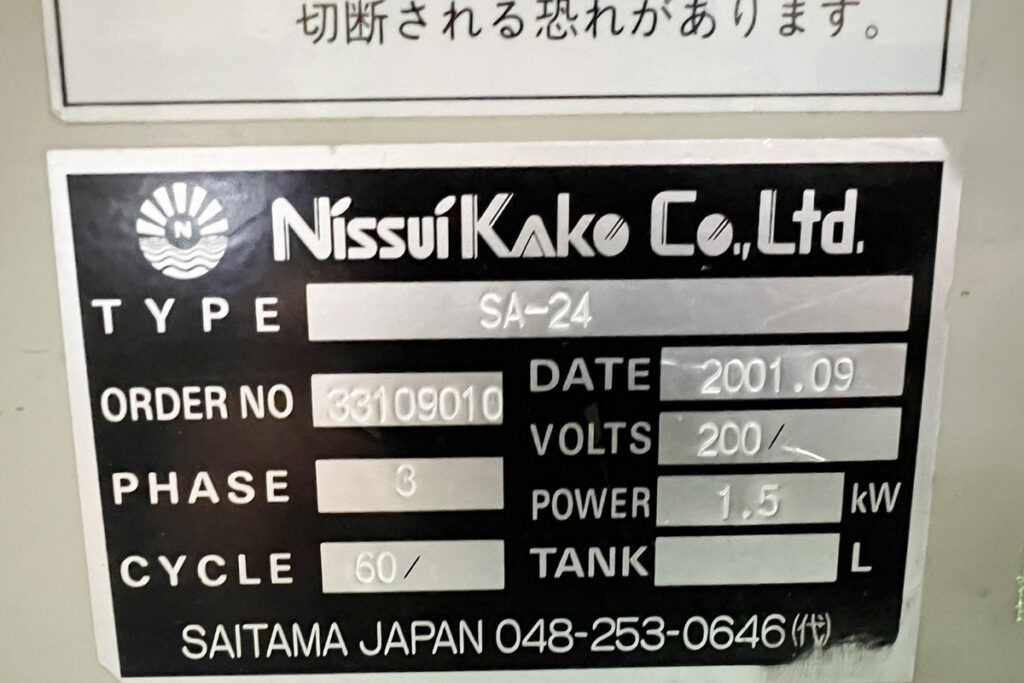 切断される恐れがあります。
N
Nissui Kako Co., Ltd.
TYPE SA-24
ORDER NO 33109010
DATE 2001.09
VOLTS 200/
PHASE 3
POWER 1.5 kW
CYCLE 60/
TANK L
SAITAMA JAPAN 048-253-0646(代)